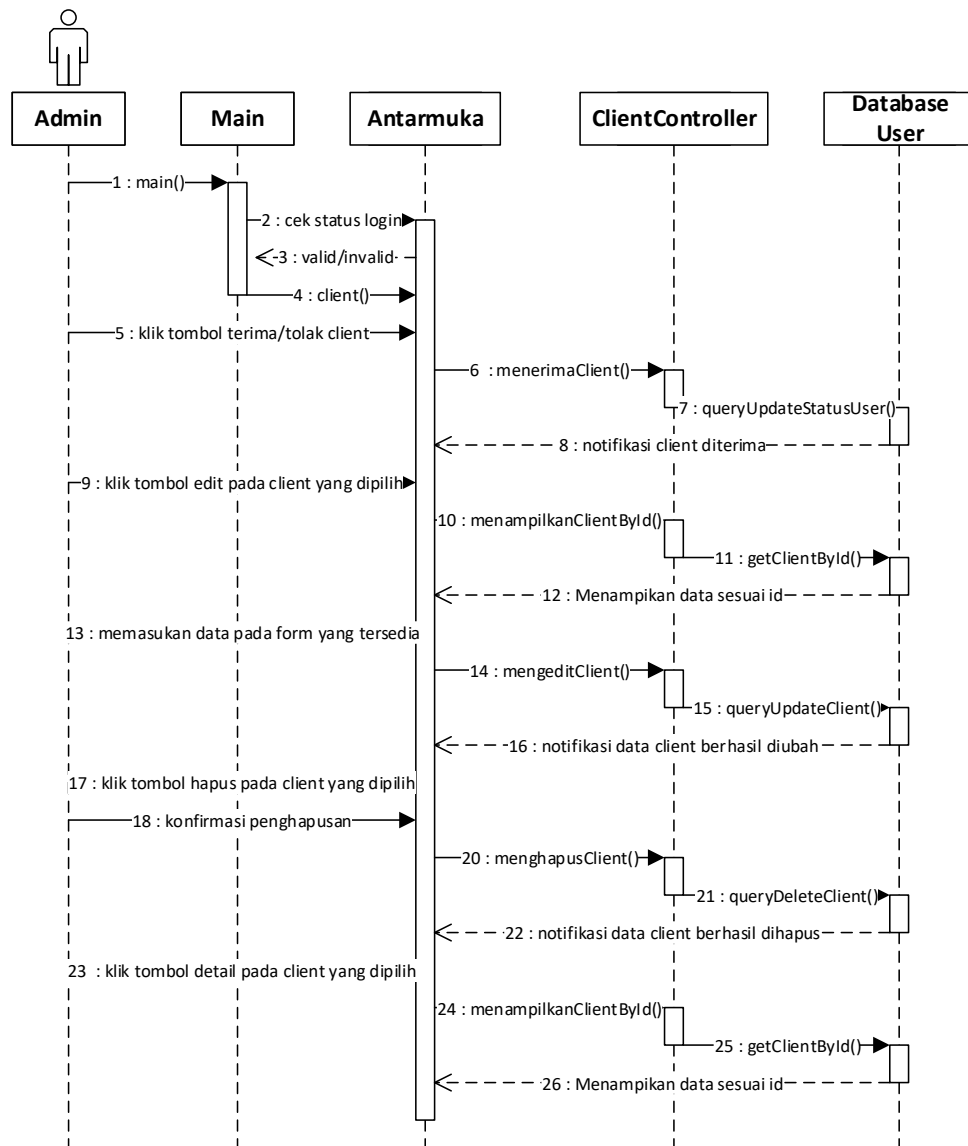 Admin
Main
Antarmuka
ClientController
Database
User
1 : main()
2 : cek status login
3 : valid/invalid
4 : client()
5 : klik tombol terima/tolak client
6 : menerimaClient()
7 : queryUpdateStatusUser()
8 : notifikasi client diterima
9 : klik tombol edit pada client yang dipilih
10 : menampilkanClientById()
11 : getClientById()
12 : Menampikan data sesuai id
13 : memasukan data pada form yang tersedia
14 : mengeditClient()
15 : queryUpdateClient()
16 : notifikasi data client berhasil diubah
17 : klik tombol hapus pada client yang dipilih
18 : konfirmasi penghapusan
20 : menghapusClient()
21 : queryDeleteClient()
22 : notifikasi data client berhasil dihapus
23 : klik tombol detail pada client yang dipilih
24 : menampilkanClientById()
25 : getClientById()
26 : Menampikan data sesuai id